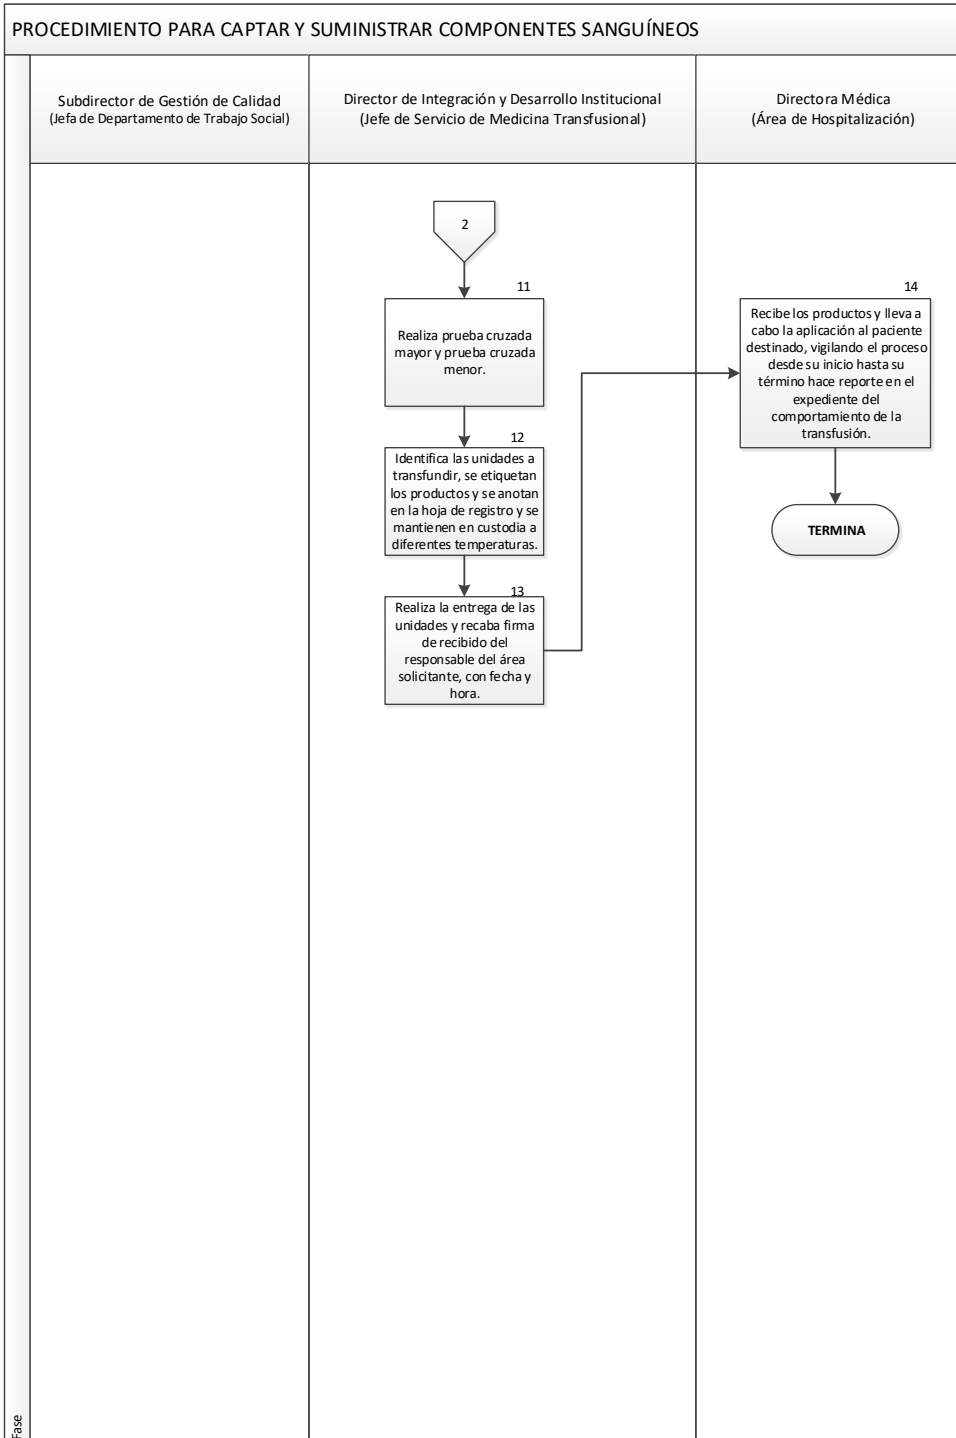 PROCEDIMIENTO PARA CAPTAR Y SUMINISTRAR COMPONENTES SANGUÍNEOS
Subdirector de Gestión de Calidad
(Jefa de Departamento de Trabajo Social)
Director de Integración y Desarrollo Institucional
(Jefe de Servicio de Medicina Transfusional)
Directora Médica
(Área de Hospitalización)
2
11
Realiza prueba cruzada
mayor y prueba cruzada
menor.
12
Identifica las unidades a
transfundir, se etiquetan
los productos y se anotan
en la hoja de registro y se
mantienen en custodia a
diferentes temperaturas.
13
Realiza la entrega de las
unidades y recaba firma
de recibido del
responsable del área
solicitante, con fecha y
hora.
14
Recibe los productos y lleva a
cabo la aplicación al paciente
destinado, vigilando el proceso
desde su inicio hasta su
término hace reporte en el
expediente del
comportamiento de la
transfusión.
TERMINA
Fase